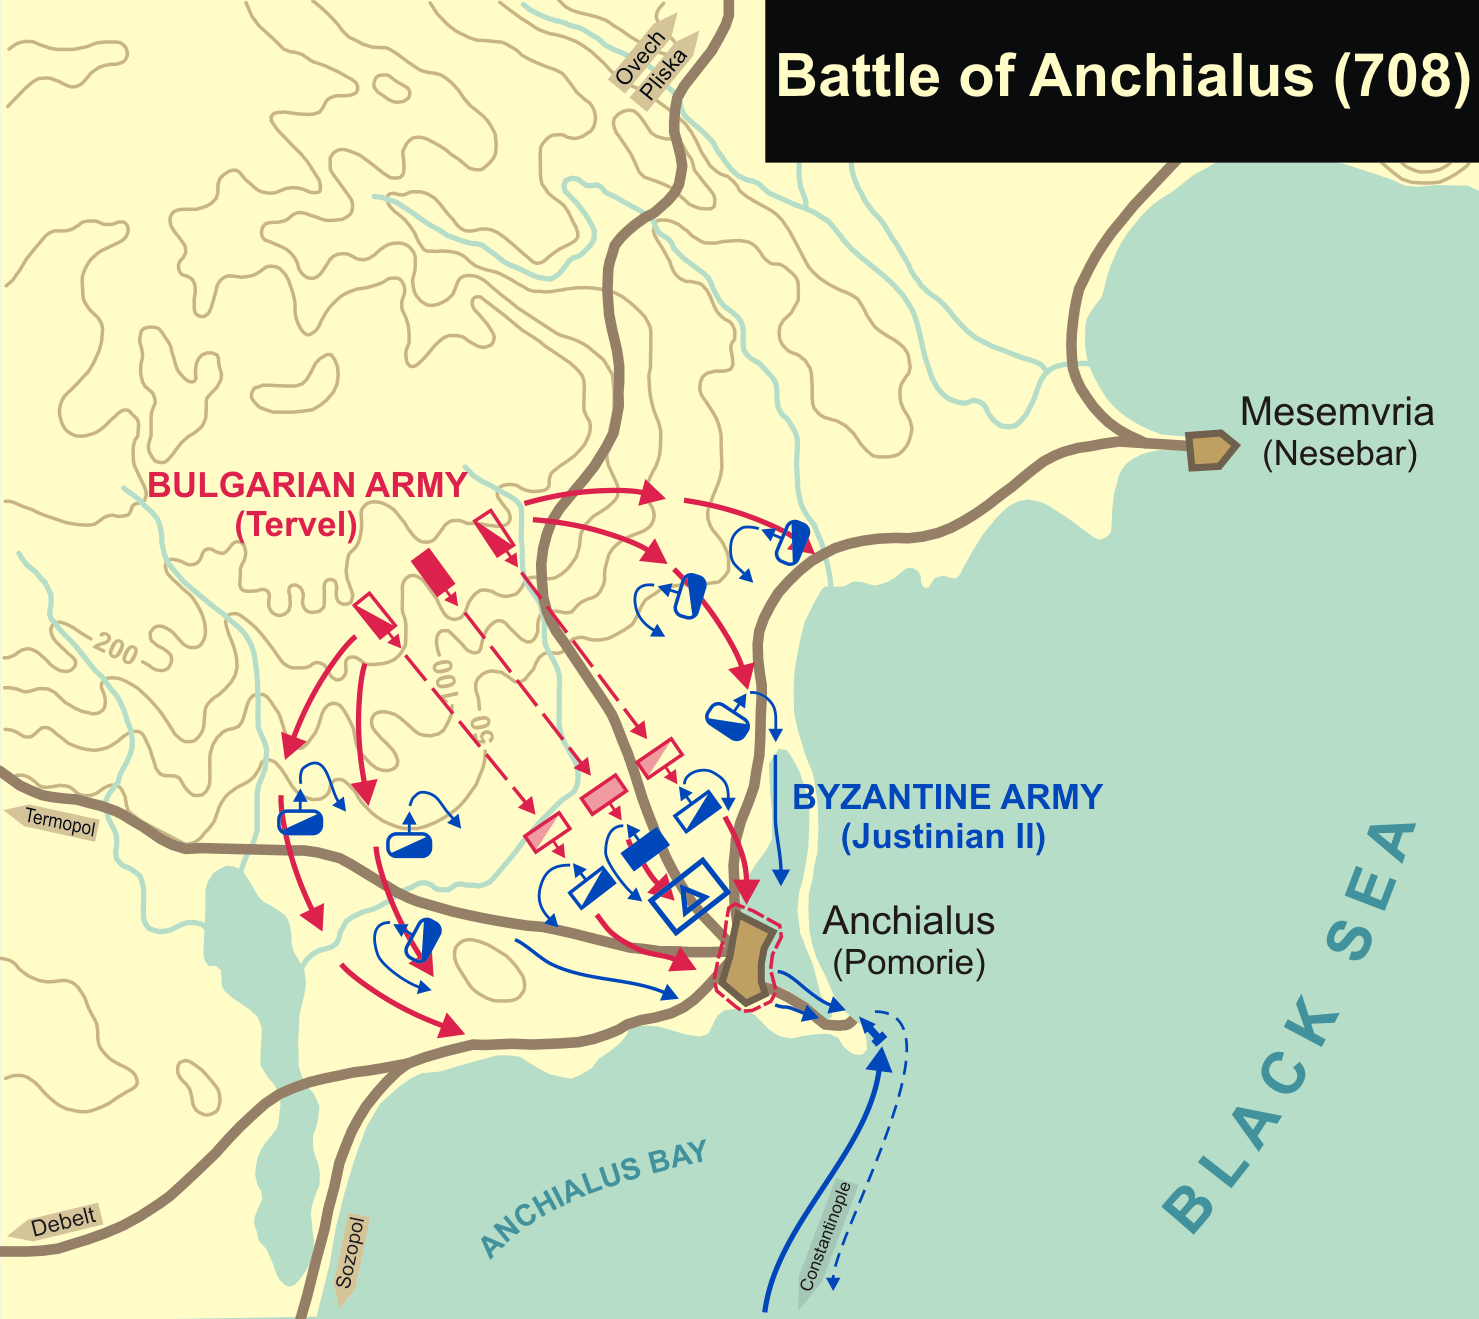 Ovech
Pliska
Battle of Anchialus (708)
Mesemvria
(Nesebar)
BULGARIAN ARMY
(Tervel)
200
100
50
Termopol
BYZANTINE ARMY
(Justinian II)
Anchialus
(Pomorie)
BLACK SEA
ANCHIALUS BAY
Constantinople
Debelt
Sozopol